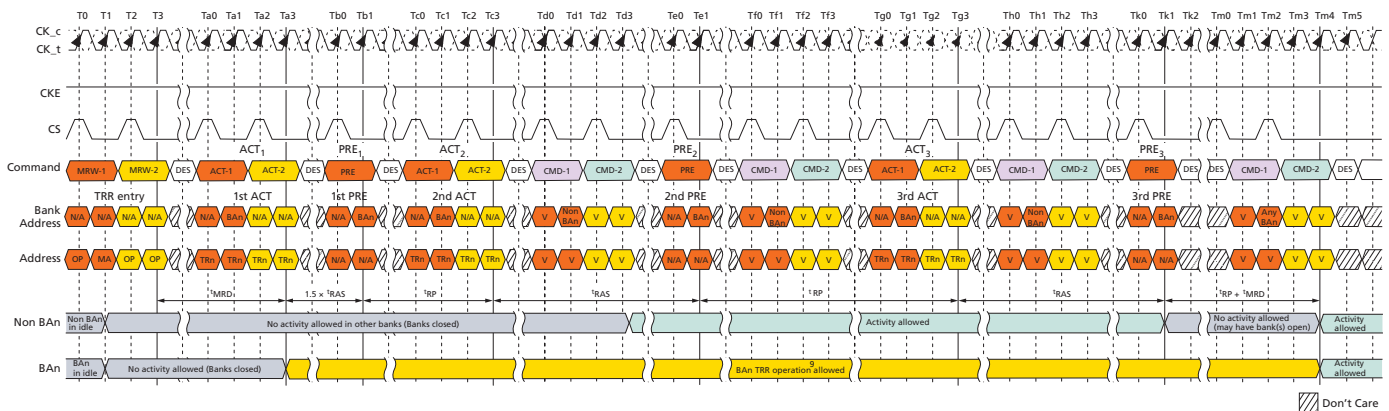 T0 T1 T2 T3 Ta0 Ta1 Ta2 Ta3 Tb0 Tb1 Tc0 Tc1 Tc2 Tc3 Td0 Td1 Td2 Td3 Te0 Te1 Tf0 Tf1 Tf2 Tf3 Tg0 Tg1 Tg2 Tg3 Th0 Th1 Th2 Th3 Tk0 Tk1 Tk2 Tm0 Tm1 Tm2 Tm3 Tm4 Tm5
CK_c
CK_t
CKE
CS
ACT1 PRE1 ACT2 PRE2 ACT3 PRE3
Command MRW-1 MRW-2 DES ACT-1 ACT-2 DES PRE DES ACT-1 ACT-2 DES CMD-1 CMD-2 DES PRE DES CMD-1 CMD-2 DES ACT-1 ACT-2 DES CMD-1 CMD-2 DES PRE DES DES CMD-1 CMD-2 DES
TRR entry 1st ACT 1st PRE 2nd ACT 2nd PRE 3rd ACT 3rd PRE
Bank Address N/A N/A N/A N/A N/A BAn N/A N/A N/A BAn N/A BAn N/A N/A V Non BAn V V N/A BAn V Non BAn V V N/A BAn N/A N/A V Non BAn V V N/A BAn V Any BAn V V
Address OP MA OP OP TRn TRn TRn TRn N/A N/A TRn TRn TRn TRn V V V V N/A N/A V V V V TRn TRn TRn TRn V V V V N/A N/A V V V V
tMRD 1.5 × tRAS tRP tRAS tRP tRAS tRP + tMRD
Non BAn Non BAn in idle No activity allowed in other banks (Banks closed) Activity allowed No activity allowed (may have bank(s) open) Activity allowed
BAn BAn in idle No activity allowed (Banks closed) BAn TRR operation allowed 9 Activity allowed
Don't Care